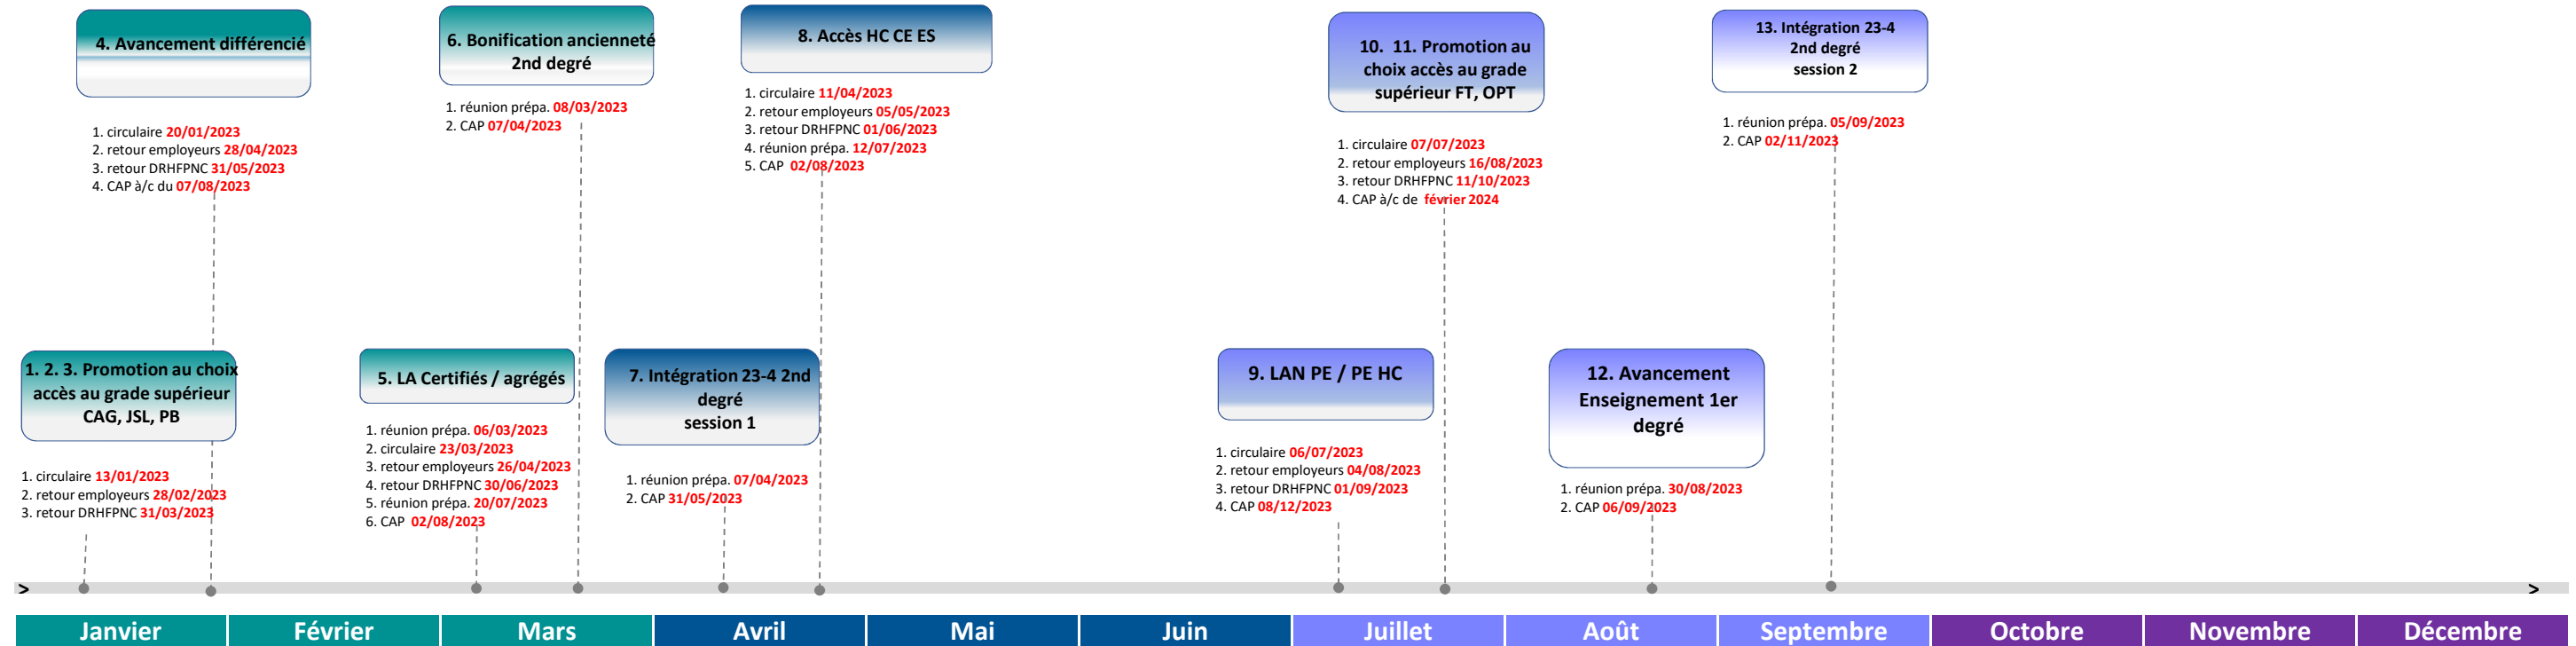 4. Avancement différencié
1. circulaire 20/01/2023
2. retour employeurs 28/04/2023
3. retour DRHFPNC 31/05/2023
4. CAP à/c du 07/08/2023
6. Bonification ancienneté
2nd degré
1. réunion prépa. 08/03/2023
2. CAP 07/04/2023
8. Accès HC CE ES
1. circulaire 11/04/2023
2. retour employeurs 05/05/2023
3. retour DRHFPNC 01/06/2023
4. réunion prépa. 12/07/2023
5. CAP 02/08/2023
10. 11. Promotion au
choix accès au grade
supérieur FT, OPT
1. circulaire 07/07/2023
2. retour employeurs 16/08/2023
3. retour DRHFPNC 11/10/2023
4. CAP à/c de février 2024
13. Intégration 23-4
2nd degré
session 2
1. réunion prépa. 05/09/2023
2. CAP 02/11/2023
1. 2. 3. Promotion au choix
accès au grade supérieur
CAG, JSL, PB
1. circulaire 13/01/2023
2. retour employeurs 28/02/2023
3. retour DRHFPNC 31/03/2023
5. LA Certifiés / agrégés
1. réunion prépa. 06/03/2023
2. circulaire 23/03/2023
3. retour employeurs 26/04/2023
4. retour DRHFPNC 30/06/2023
5. réunion prépa. 20/07/2023
6. CAP 02/08/2023
7. Intégration 23-4 2nd
degré
session 1
1. réunion prépa. 07/04/2023
2. CAP 31/05/2023
9. LAN PE / PE HC
1. circulaire 06/07/2023
2. retour employeurs 04/08/2023
3. retour DRHFPNC 01/09/2023
4. CAP 08/12/2023
12. Avancement
Enseignement 1er
degré
1. réunion prépa. 30/08/2023
2. CAP 06/09/2023
> >
Janvier Février Mars Avril Mai Juin Juillet Août Septembre Octobre Novembre Décembre